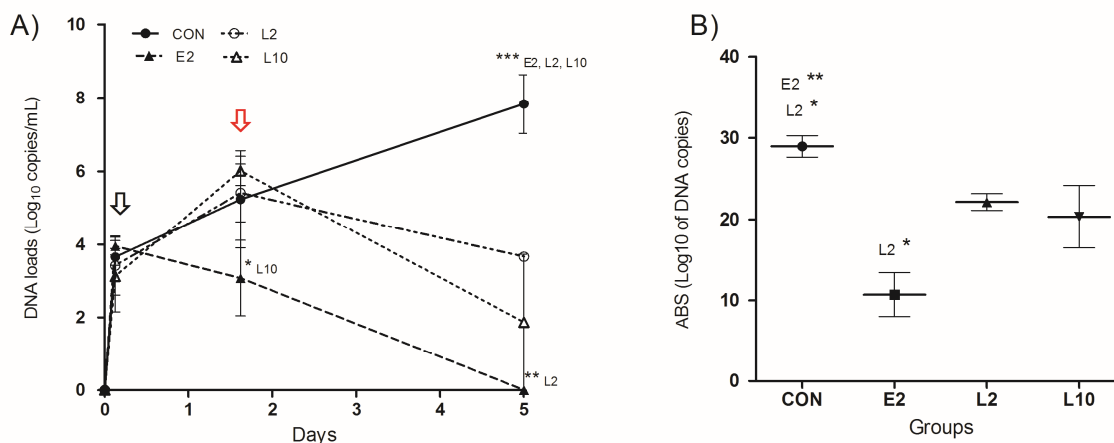 A)
DNA loads (Log10 copies/mL)
10
8
6
4
2
0
CON
E2
L2
L10
*** E2, L2, L10
* L10
** L2
0 1 2 3 4 5
Days
B)
ABS (Log10 of DNA copies)
40
30
20
10
0
E2 **
L2 *
L2 *
CON E2 L2 L10
Groups